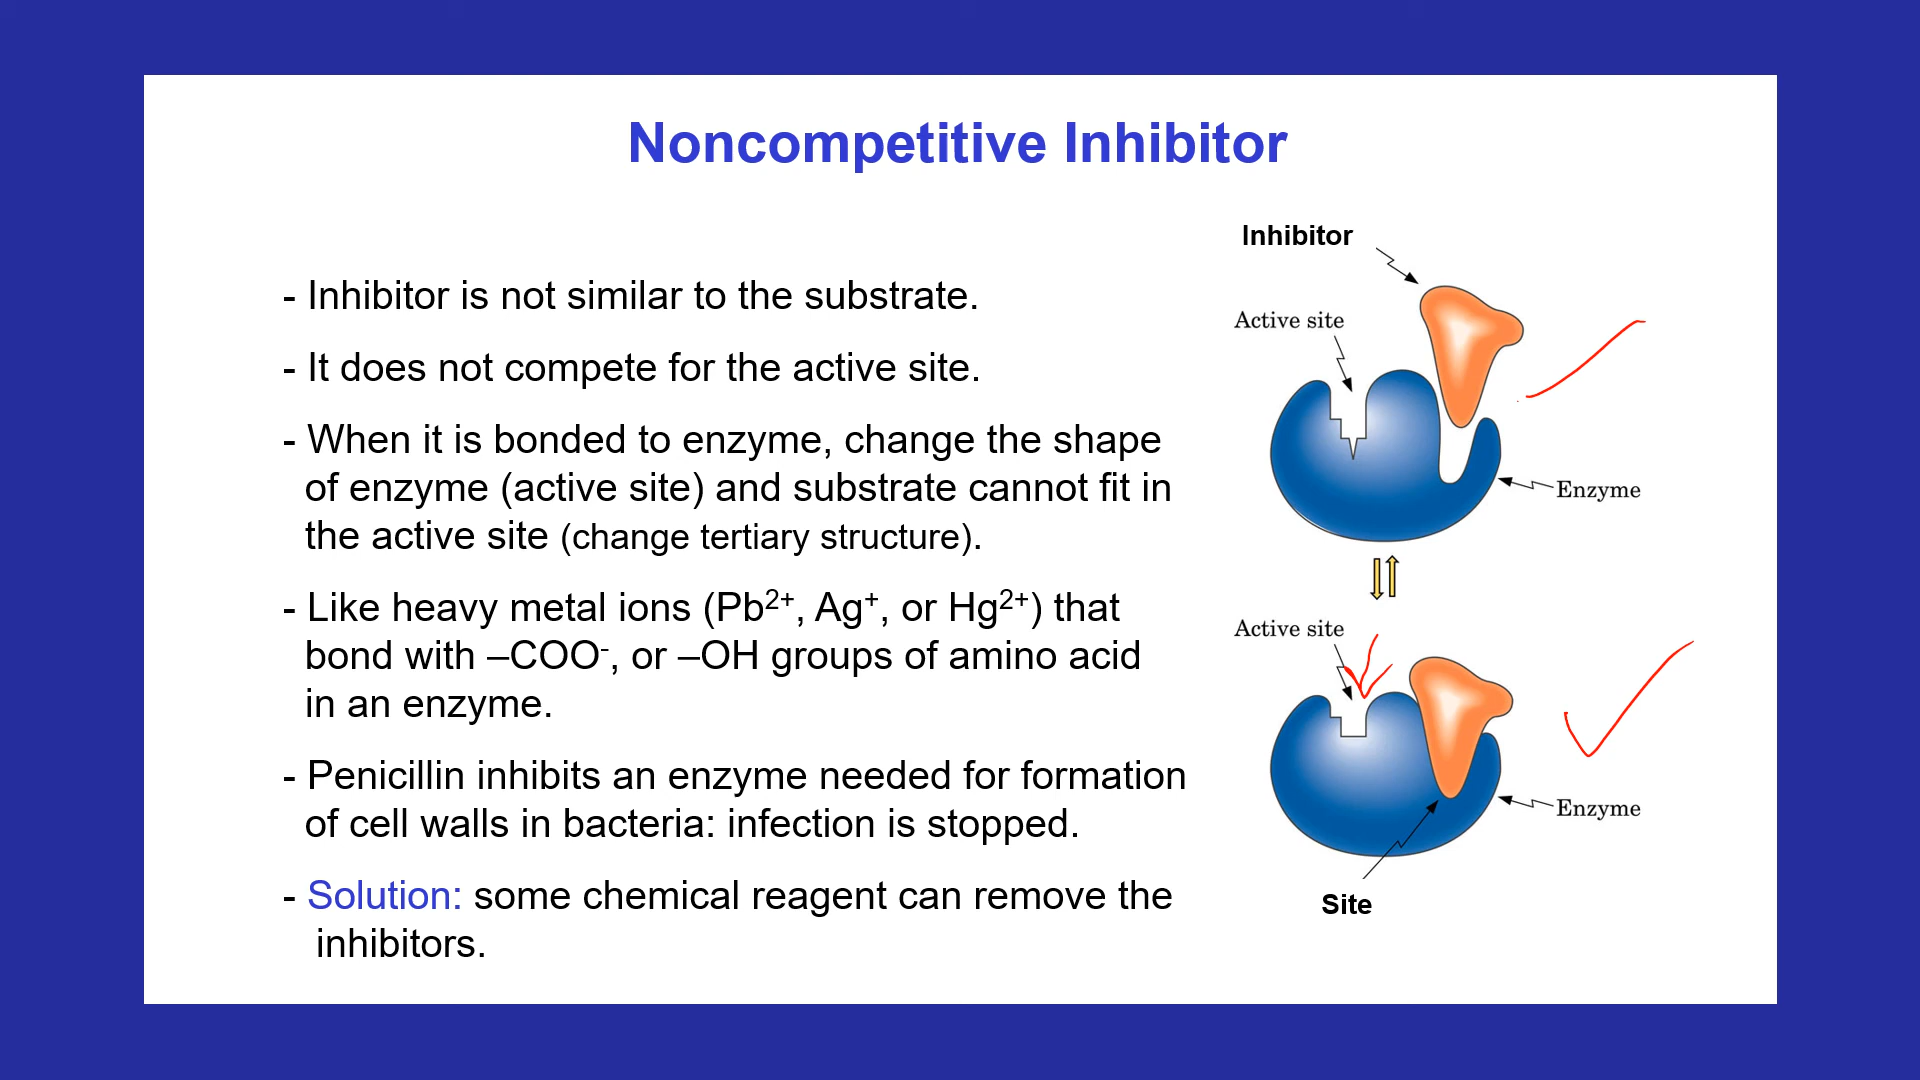 Noncompetitive Inhibitor
- Inhibitor is not similar to the substrate.
- It does not compete for the active site.
- When it is bonded to enzyme, change the shape
of enzyme (active site) and substrate cannot fit in
the active site (change tertiary structure).
- Like heavy metal ions (Pb²⁺, Ag⁺, or Hg²⁺) that
bond with –COO⁻, or –OH groups of amino acid
in an enzyme.
- Penicillin inhibits an enzyme needed for formation
of cell walls in bacteria: infection is stopped.
- Solution: some chemical reagent can remove the
inhibitors.
Inhibitor
Active site
Enzyme
Active site
Enzyme
Site